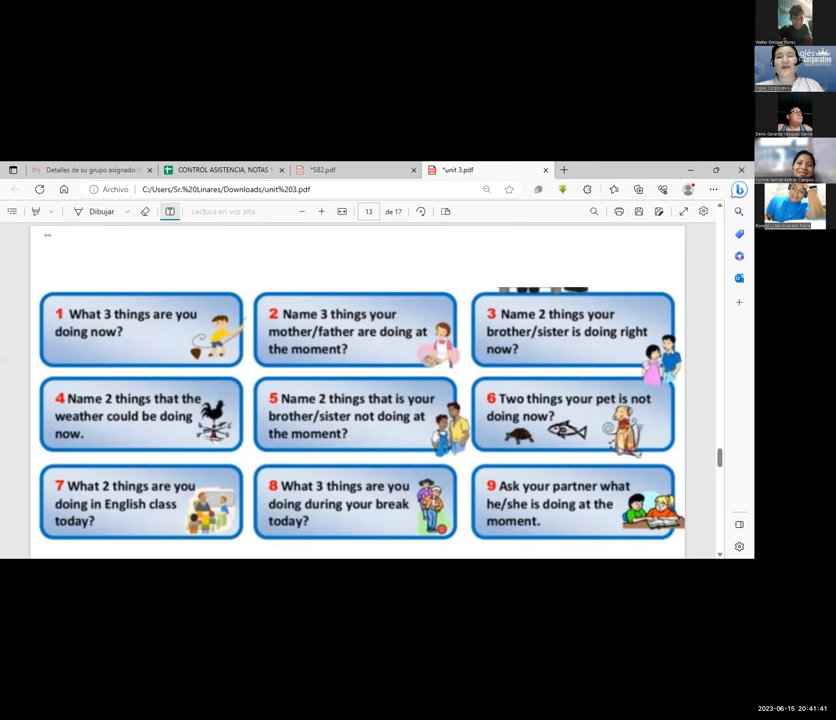 Walter Enrique Flores
Inglés Corporativo
Detalles de su grupo asignado:
CONTROL ASISTENCIA, NOTAS
*SB2.pdf
*unit 3.pdf
Archivo
C:/Users/Sr.%20Linares/Downloads/unit%203.pdf
Dibujar
Lectura en voz alta
13
de 17
1 What 3 things are you
doing now?
2 Name 3 things your
mother/father are doing at
the moment?
3 Name 2 things your
brother/sister is doing right
now?
4 Name 2 things that the
weather could be doing
now.
5 Name 2 things that is your
brother/sister not doing at
the moment?
6 Two things your pet is not
doing now?
7 What 2 things are you
doing in English class
today?
8 What 3 things are you
doing during your break
today?
9 Ask your partner what
he/she is doing at the
moment.
2023-06-15 20:41:41